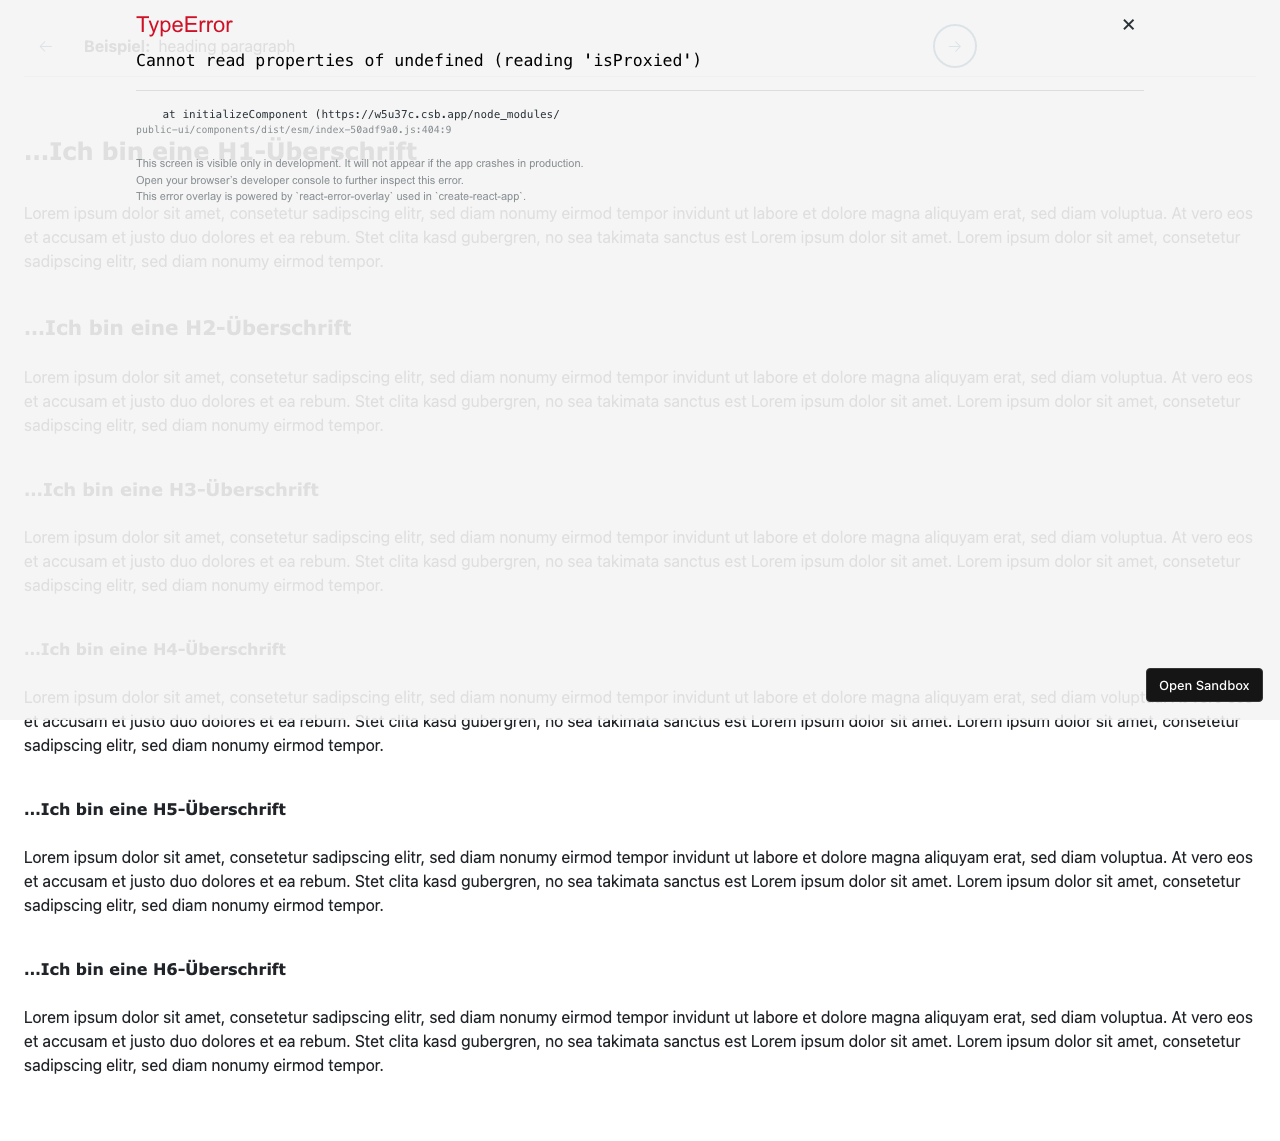 TypeError
Beispiel: heading paragraph
Cannot read properties of undefined (reading 'isProxied')
at initializeComponent (https://w5u37c.csb.app/node_modules/
public-ui/components/dist/esm/index-50adf9a0.js:404:9
...Ich bin eine H1-Überschrift
This screen is visible only in development. It will not appear if the app crashes in production.
Open your browser's developer console to further inspect this error.
This error overlay is powered by `react-error-overlay` used in `create-react-app`.
Lorem ipsum dolor sit amet, consetetur sadipscing elitr, sed diam nonumy eirmod tempor invidunt ut labore et dolore magna aliquyam erat, sed diam voluptua. At vero eos
et accusam et justo duo dolores et ea rebum. Stet clita kasd gubergren, no sea takimata sanctus est Lorem ipsum dolor sit amet. Lorem ipsum dolor sit amet, consetetur
sadipscing elitr, sed diam nonumy eirmod tempor.
...Ich bin eine H2-Überschrift
Lorem ipsum dolor sit amet, consetetur sadipscing elitr, sed diam nonumy eirmod tempor invidunt ut labore et dolore magna aliquyam erat, sed diam voluptua. At vero eos
et accusam et justo duo dolores et ea rebum. Stet clita kasd gubergren, no sea takimata sanctus est Lorem ipsum dolor sit amet. Lorem ipsum dolor sit amet, consetetur
sadipscing elitr, sed diam nonumy eirmod tempor.
...Ich bin eine H3-Überschrift
Lorem ipsum dolor sit amet, consetetur sadipscing elitr, sed diam nonumy eirmod tempor invidunt ut labore et dolore magna aliquyam erat, sed diam voluptua. At vero eos
et accusam et justo duo dolores et ea rebum. Stet clita kasd gubergren, no sea takimata sanctus est Lorem ipsum dolor sit amet. Lorem ipsum dolor sit amet, consetetur
sadipscing elitr, sed diam nonumy eirmod tempor.
...Ich bin eine H4-Überschrift
Open Sandbox
Lorem ipsum dolor sit amet, consetetur sadipscing elitr, sed diam nonumy eirmod tempor invidunt ut labore et dolore magna aliquyam erat, sed diam
et accusam et justo duo dolores et ea rebum. Stet clita kasd gubergren, no sea takimata sanctus est Lorem ipsum dolor sit amet. Lorem ipsum dolor sit amet, consetetur
sadipscing elitr, sed diam nonumy eirmod tempor.
...Ich bin eine H5-Überschrift
Lorem ipsum dolor sit amet, consetetur sadipscing elitr, sed diam nonumy eirmod tempor invidunt ut labore et dolore magna aliquyam erat, sed diam voluptua. At vero eos
et accusam et justo duo dolores et ea rebum. Stet clita kasd gubergren, no sea takimata sanctus est Lorem ipsum dolor sit amet. Lorem ipsum dolor sit amet, consetetur
sadipscing elitr, sed diam nonumy eirmod tempor.
...Ich bin eine H6-Überschrift
Lorem ipsum dolor sit amet, consetetur sadipscing elitr, sed diam nonumy eirmod tempor invidunt ut labore et dolore magna aliquyam erat, sed diam voluptua. At vero eos
et accusam et justo duo dolores et ea rebum. Stet clita kasd gubergren, no sea takimata sanctus est Lorem ipsum dolor sit amet. Lorem ipsum dolor sit amet, consetetur
sadipscing elitr, sed diam nonumy eirmod tempor.